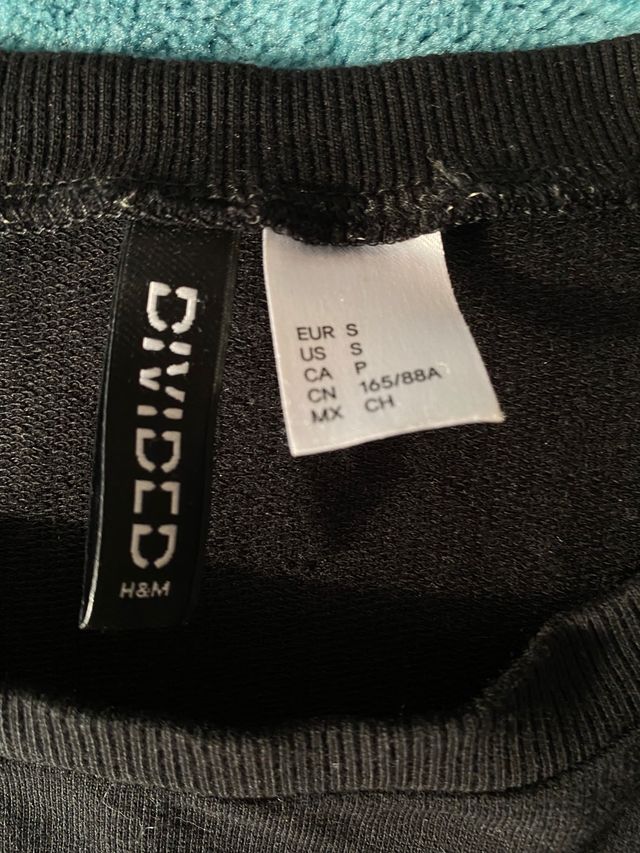 DIVIDED
H&M
EUR S
US S
CA P
CN 165/88A
MX CH